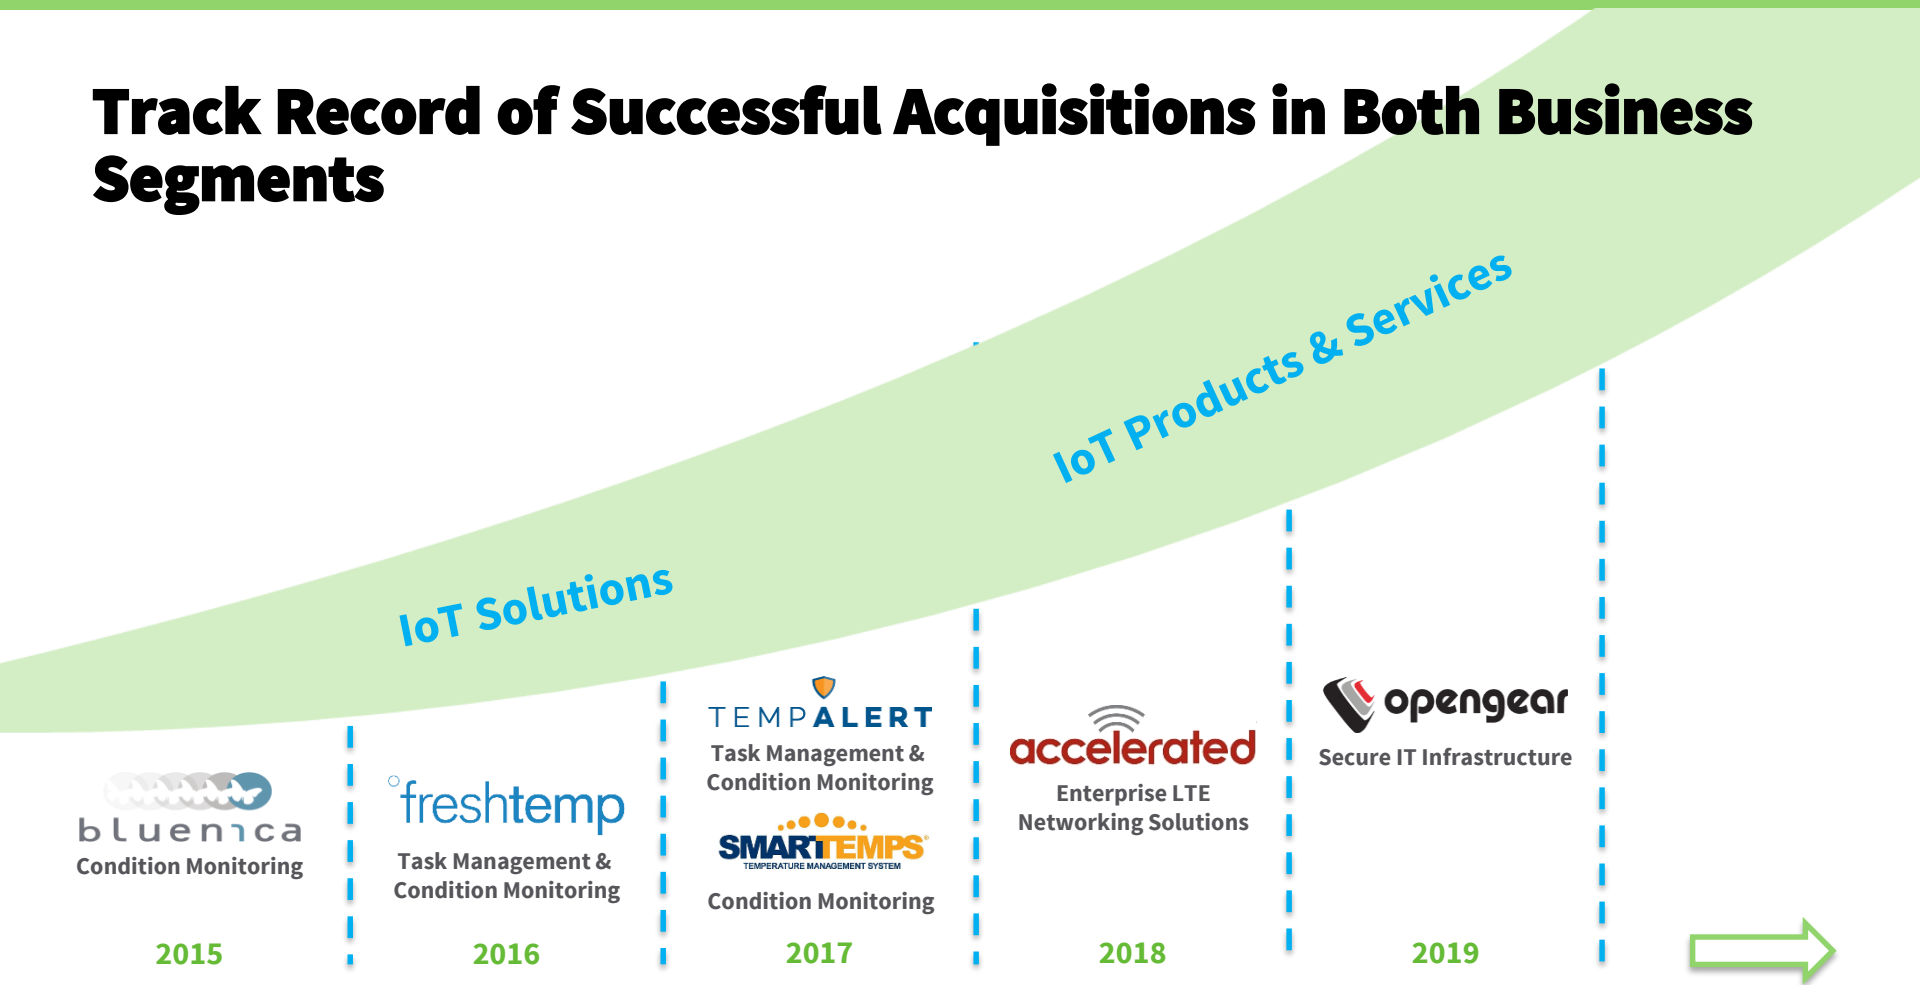 Track Record of Successful Acquisitions in Both Business
Segments
IoT Solutions
IoT Products & Services
bluenica
Condition Monitoring
2015
freshtemp
Task Management &
Condition Monitoring
2016
TEMPALERT
Task Management &
Condition Monitoring
SMARTTEMPS®
TEMPERATURE MANAGEMENT SYSTEM
Condition Monitoring
2017
accelerated
Enterprise LTE
Networking Solutions
2018
opengear
Secure IT Infrastructure
2019